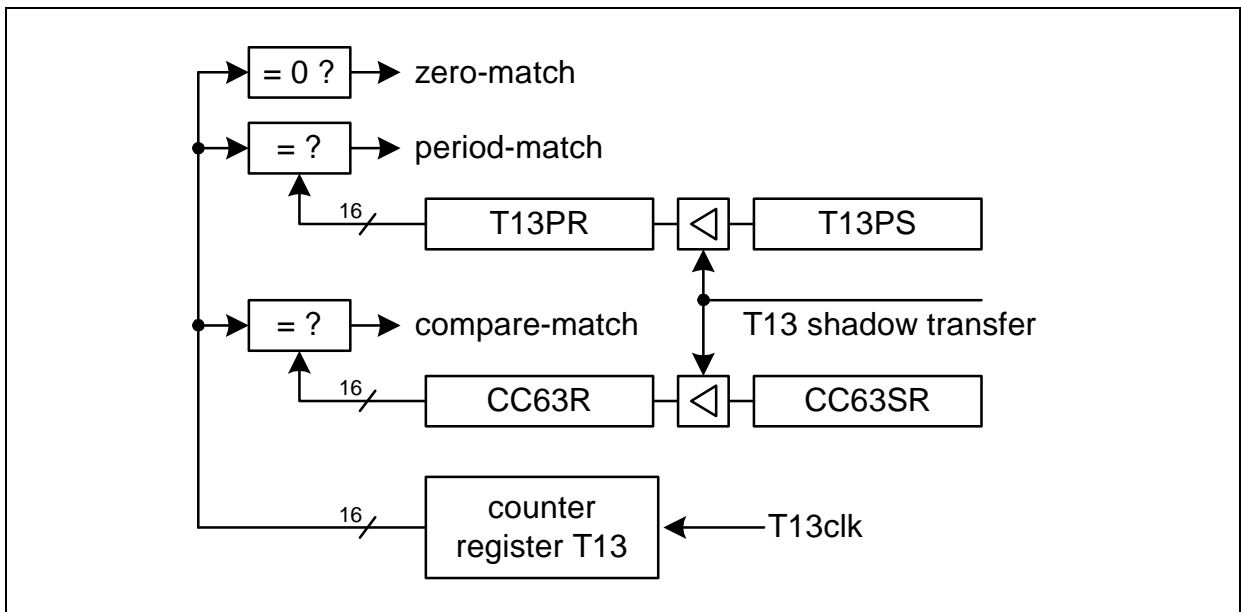 = 0 ?
zero-match
= ?
period-match
16
T13PR
T13PS
= ?
compare-match
T13 shadow transfer
16
CC63R
CC63SR
16
counter
register T13
T13clk